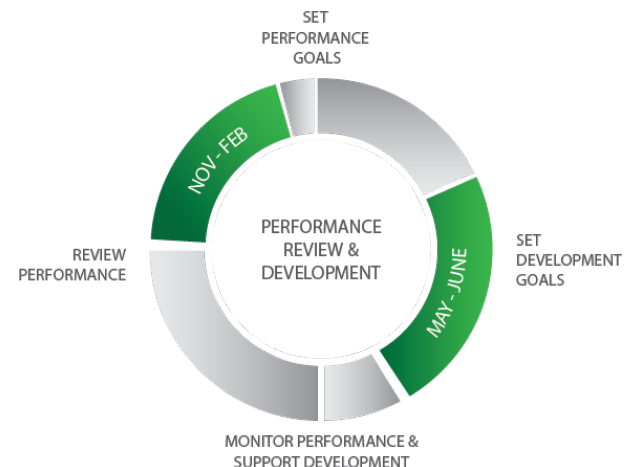 SET
PERFORMANCE
GOALS
NOV - FEB
PERFORMANCE
REVIEW &
DEVELOPMENT
REVIEW
PERFORMANCE
SET
DEVELOPMENT
GOALS
MAY - JUNE
MONITOR PERFORMANCE &
SUPPORT DEVELOPMENT